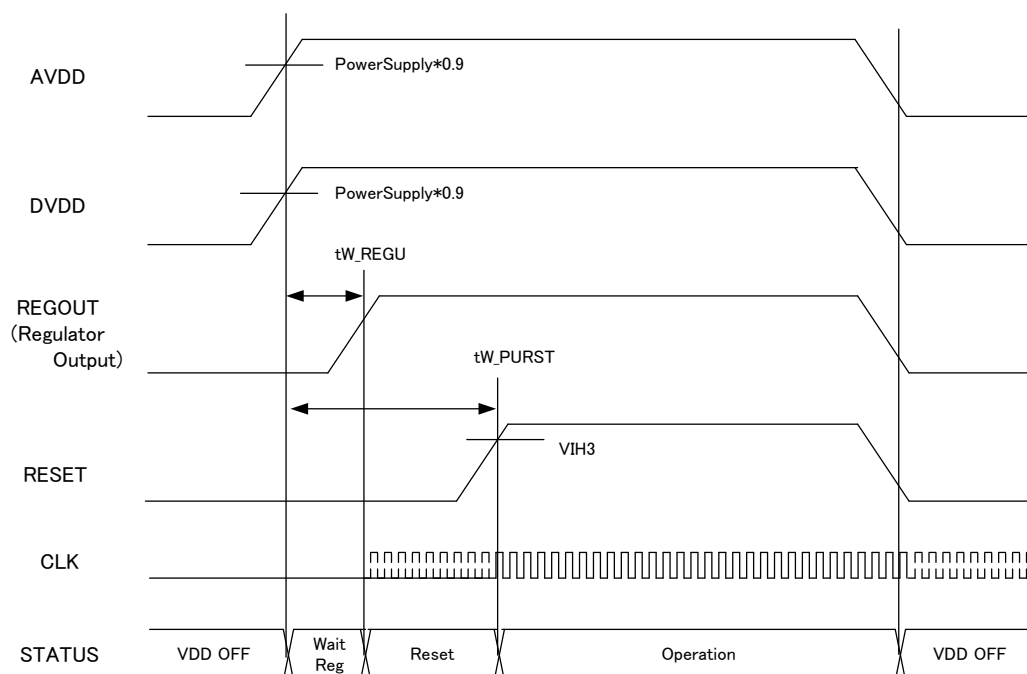 AVDD
PowerSupply*0.9
DVDD
PowerSupply*0.9
tW_REGU
REGOUT
(Regulator
Output)
tW_PURST
RESET
VIH3
CLK
STATUS
VDD OFF
Wait
Reg
Reset
Operation
VDD OFF